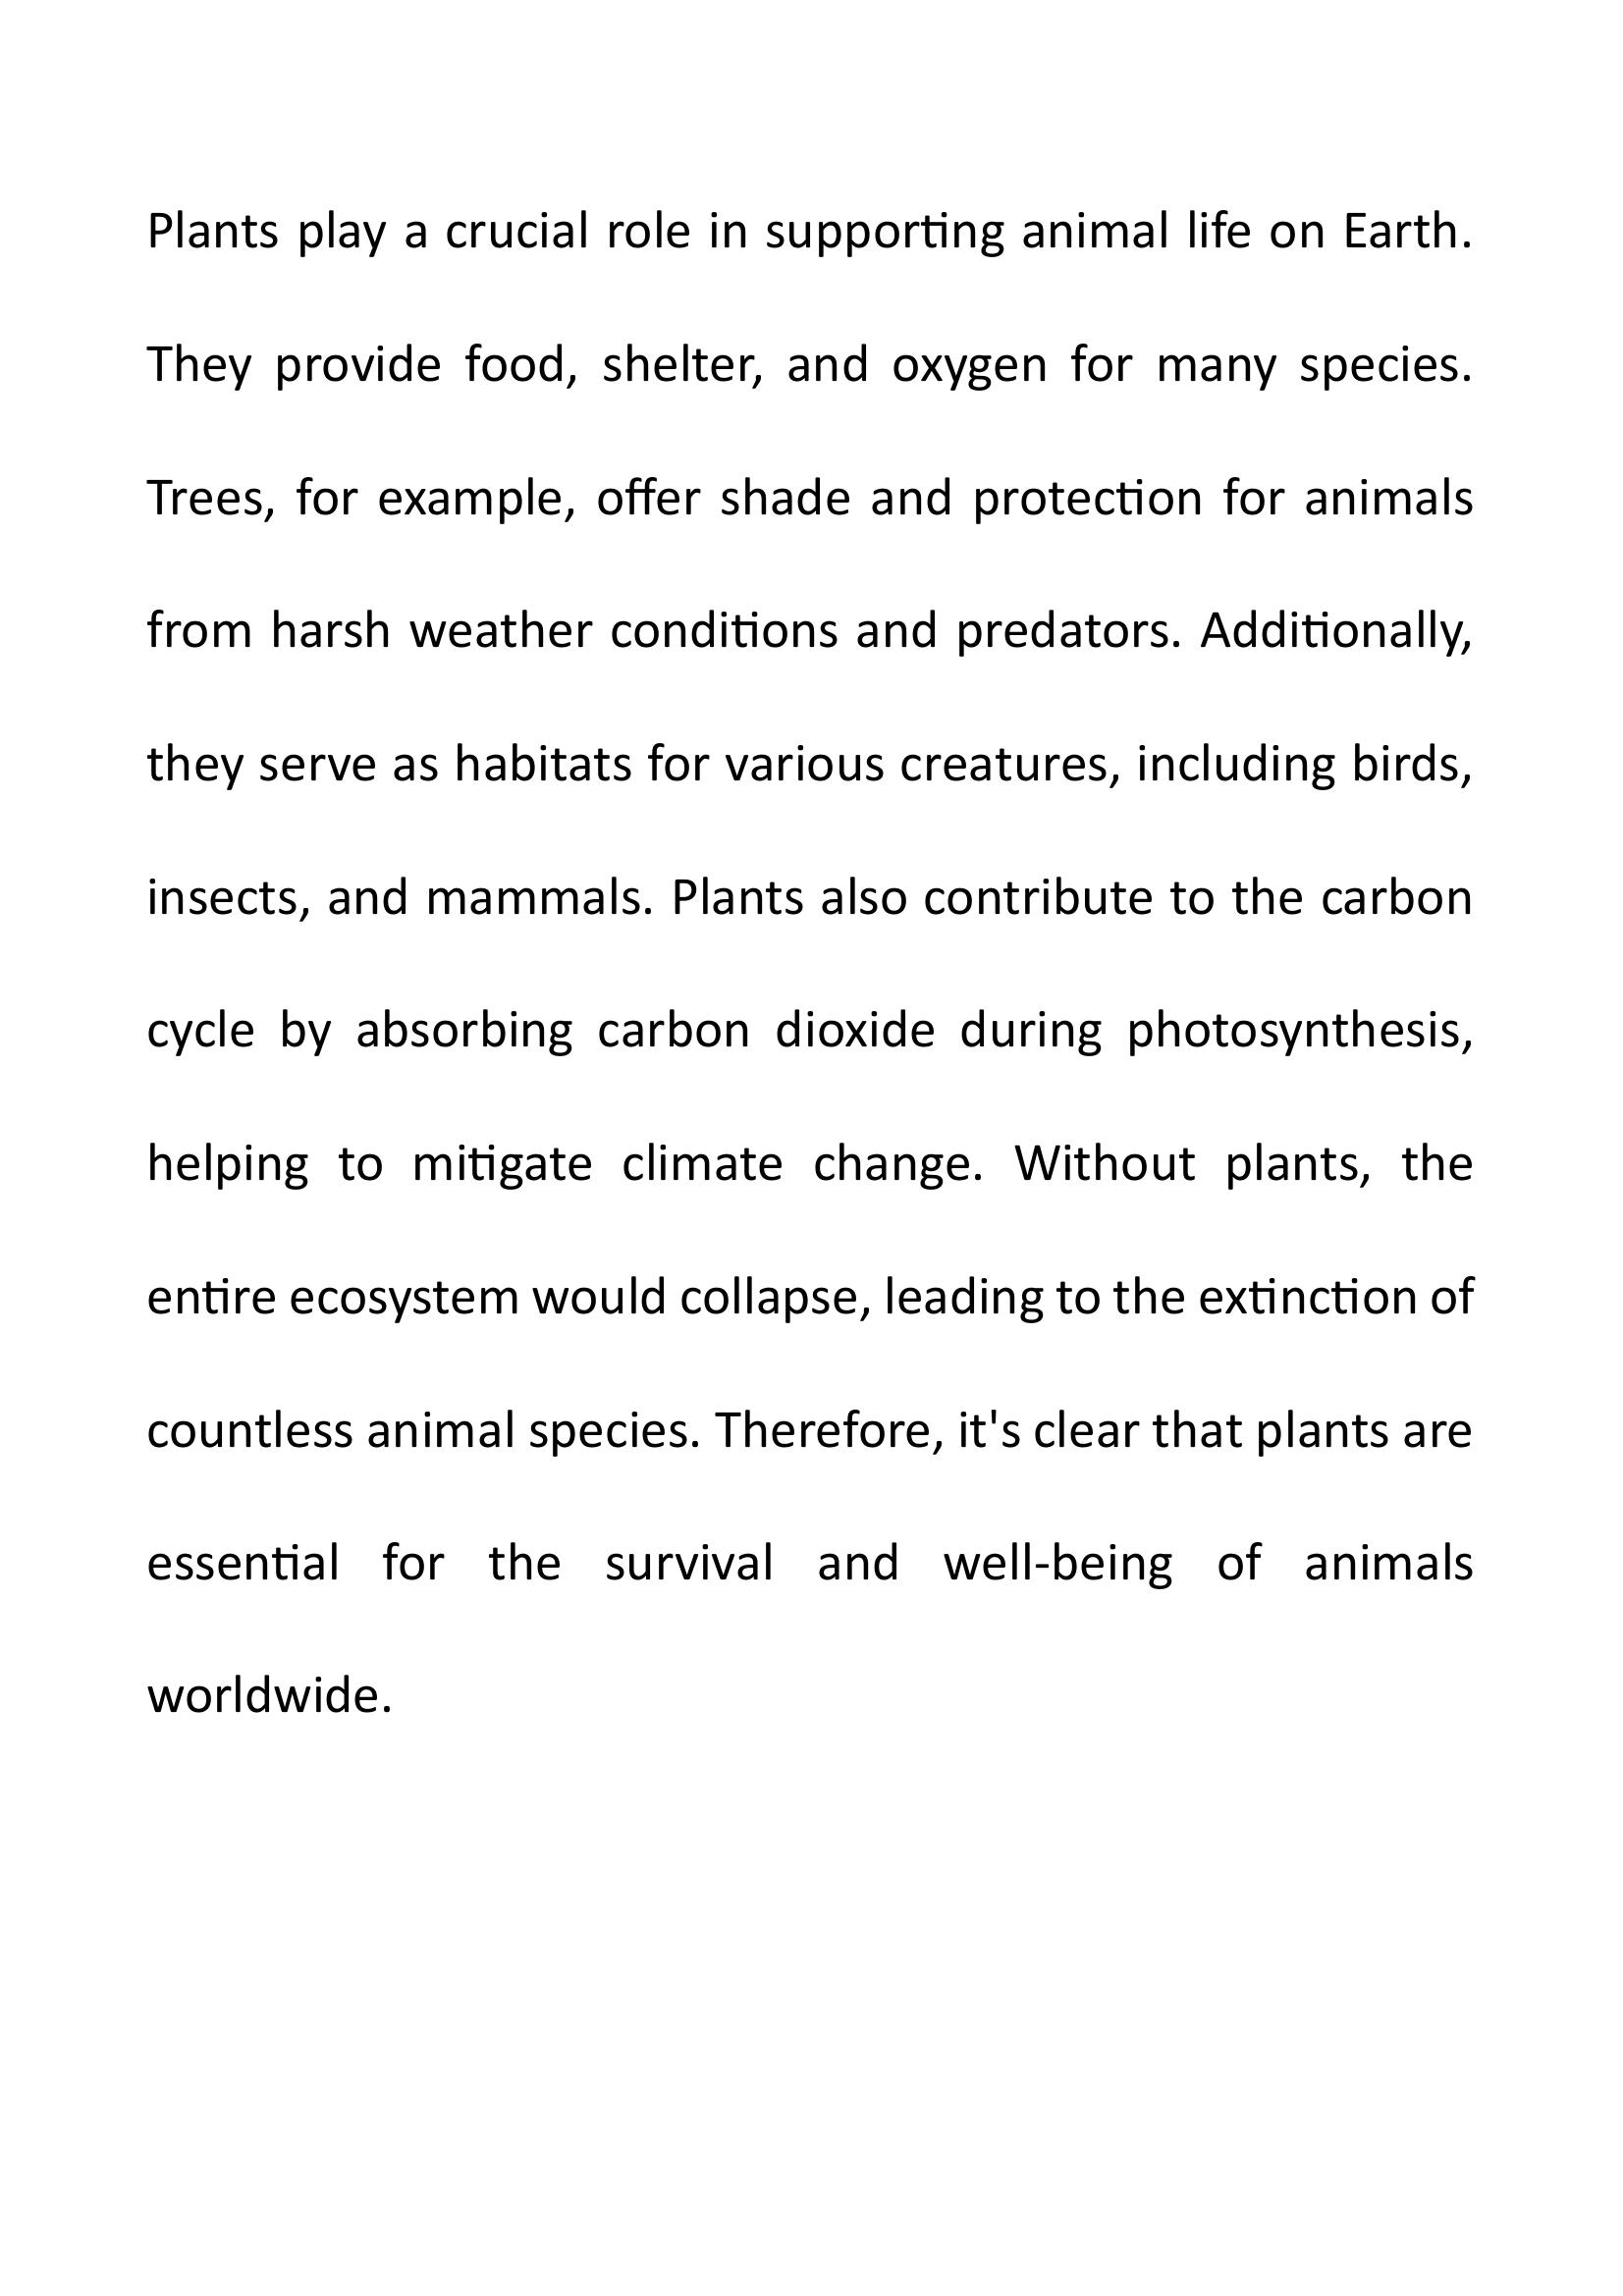 Plants play a crucial role in supporting animal life on Earth.
They provide food, shelter, and oxygen for many species.
Trees, for example, offer shade and protection for animals
from harsh weather conditions and predators. Additionally,
they serve as habitats for various creatures, including birds,
insects, and mammals. Plants also contribute to the carbon
cycle by absorbing carbon dioxide during photosynthesis,
helping to mitigate climate change. Without plants, the
entire ecosystem would collapse, leading to the extinction of
countless animal species. Therefore, it's clear that plants are
essential for the survival and well-being of animals
worldwide.